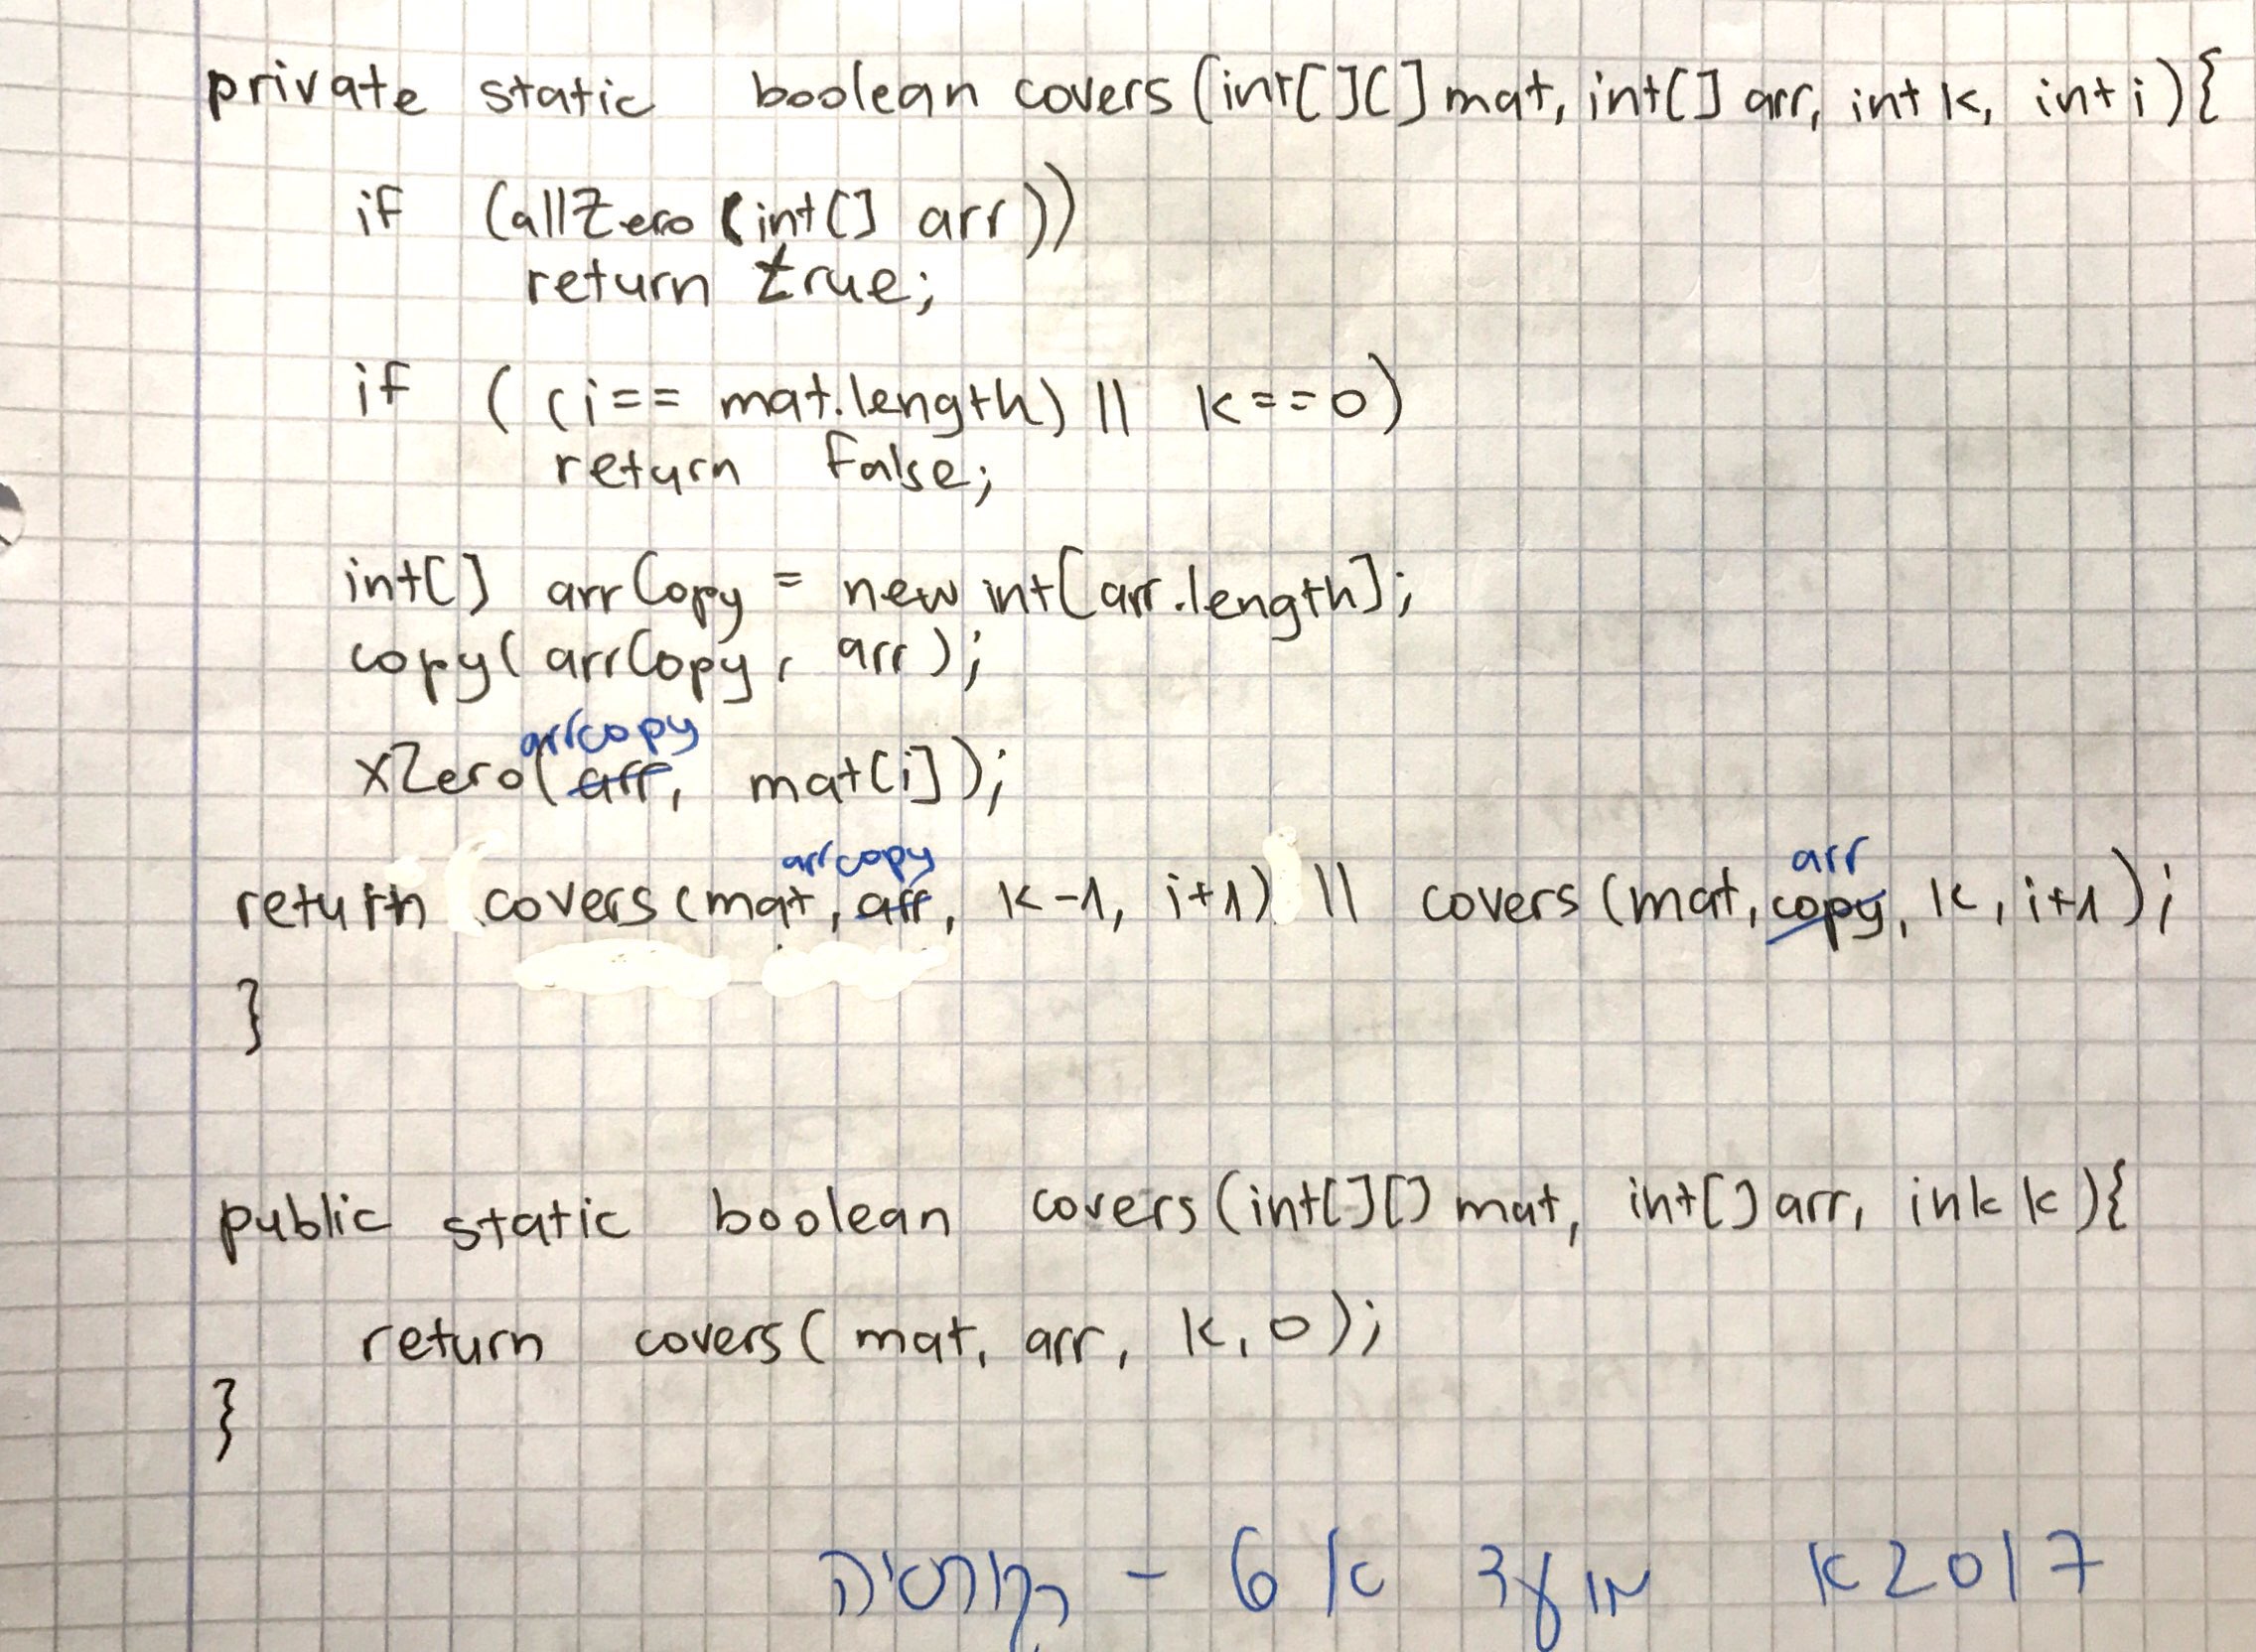 private static boolean covers (int[][] mat, int[] arr, int k, int i){
if (allZero (int[] arr))
return true;
if ( (i== mat.length) || k==0)
return false;
int[] arrCopy = new int[arr.length];
copy( arrCopy, arr);
arrcopy
xZero(arr, mat[i]);
arrcopy arr
return covers (mat, arr, k-1, i+1) || covers (mat, copy, k, i+1);
}
public static boolean covers (int[][] mat, int[] arr, ink k){
return covers( mat, arr, k, 0);
}
2017 א מועד א 6 -